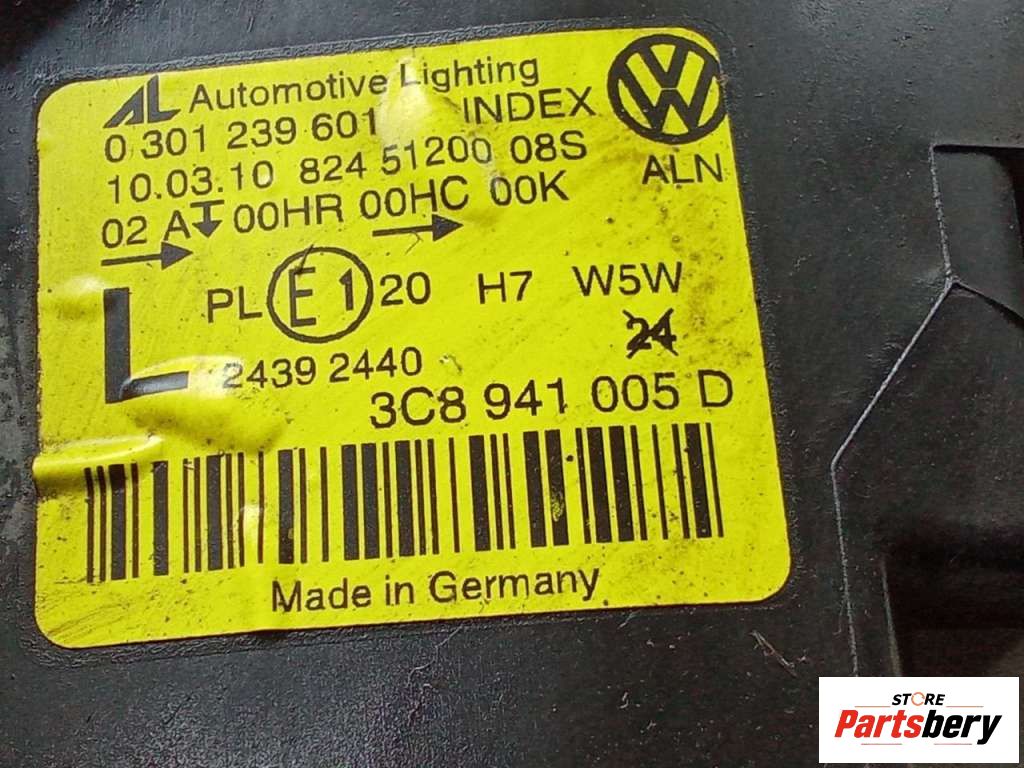 AL Automotive Lighting
0 301 239 601 INDEX
10.03.10 824 51200 08S
ALN
02 A 00HR 00HC 00K
L
PL E1 20 H7 W5W
24
2439 2440
3C8 941 005 D
Made in Germany
STORE
Partsbery